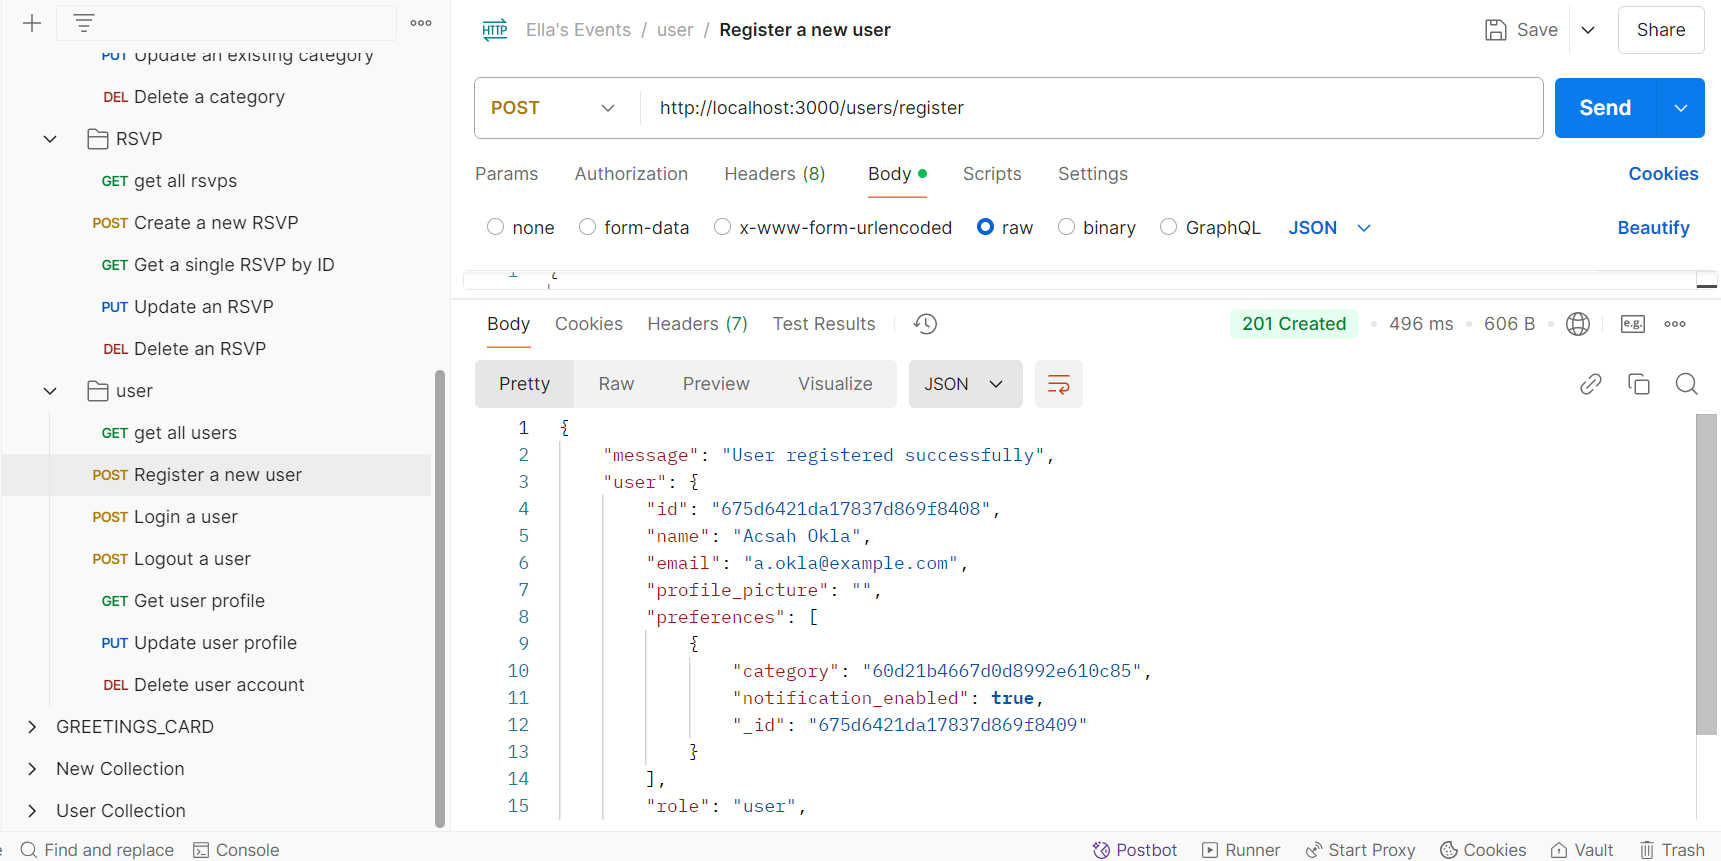 PUT Update an existing category
DEL Delete a category
RSVP
GET get all rsvps
POST Create a new RSVP
GET Get a single RSVP by ID
PUT Update an RSVP
DEL Delete an RSVP
user
GET get all users
POST Register a new user
POST Login a user
POST Logout a user
GET Get user profile
PUT Update user profile
DEL Delete user account
GREETINGS_CARD
New Collection
User Collection
HTTP Ella's Events / user / Register a new user
Save
Share
POST http://localhost:3000/users/register
Send
Params Authorization Headers (8) Body Scripts Settings Cookies
none form-data x-www-form-urlencoded raw binary GraphQL JSON Beautify
1 {
Body Cookies Headers (7) Test Results 201 Created 496 ms 606 B e.g.
Pretty Raw Preview Visualize JSON
1 {
2 "message": "User registered successfully",
3 "user": {
4 "id": "675d6421da17837d869f8408",
5 "name": "Acsah Okla",
6 "email": "a.okla@example.com",
7 "profile_picture": "",
8 "preferences": [
9 {
10 "category": "60d21b4667d0d8992e610c85",
11 "notification_enabled": true,
12 "_id": "675d6421da17837d869f8409"
13 }
14 ],
15 "role": "user",
Find and replace Console Postbot Runner Start Proxy Cookies Vault Trash